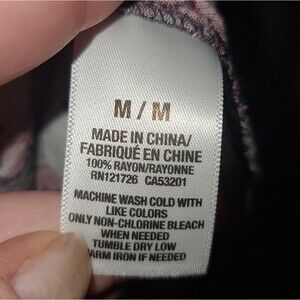 M / M
MADE IN CHINA/
FABRIQUÉ EN CHINE
100% RAYON/RAYONNE
RN121726 CA53201
MACHINE WASH COLD WITH
LIKE COLORS
ONLY NON-CHLORINE BLEACH
WHEN NEEDED
TUMBLE DRY LOW
WARM IRON IF NEEDED